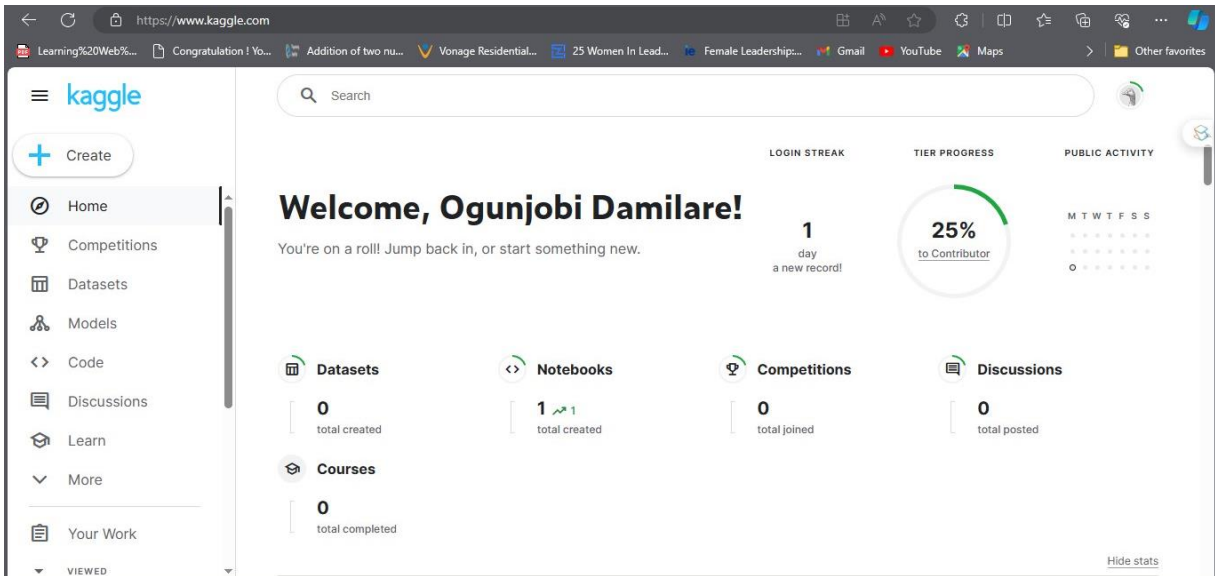 https://www.kaggle.com
Learning%20Web%... Congratulation ! Yo... Addition of two nu... Vonage Residential... 25 Women In Lead... Female Leadership:... Gmail YouTube Maps Other favorites
kaggle
Search
Create
LOGIN STREAK TIER PROGRESS PUBLIC ACTIVITY
Home
Welcome, Ogunjobi Damilare!
You're on a roll! Jump back in, or start something new.
1
day
a new record!
25%
to Contributor
M T W T F S S
Competitions
Datasets
Models
Code
Discussions
Learn
More
Your Work
VIEWED
Datasets
0
total created
Notebooks
1 1
total created
Competitions
0
total joined
Discussions
0
total posted
Courses
0
total completed
Hide stats